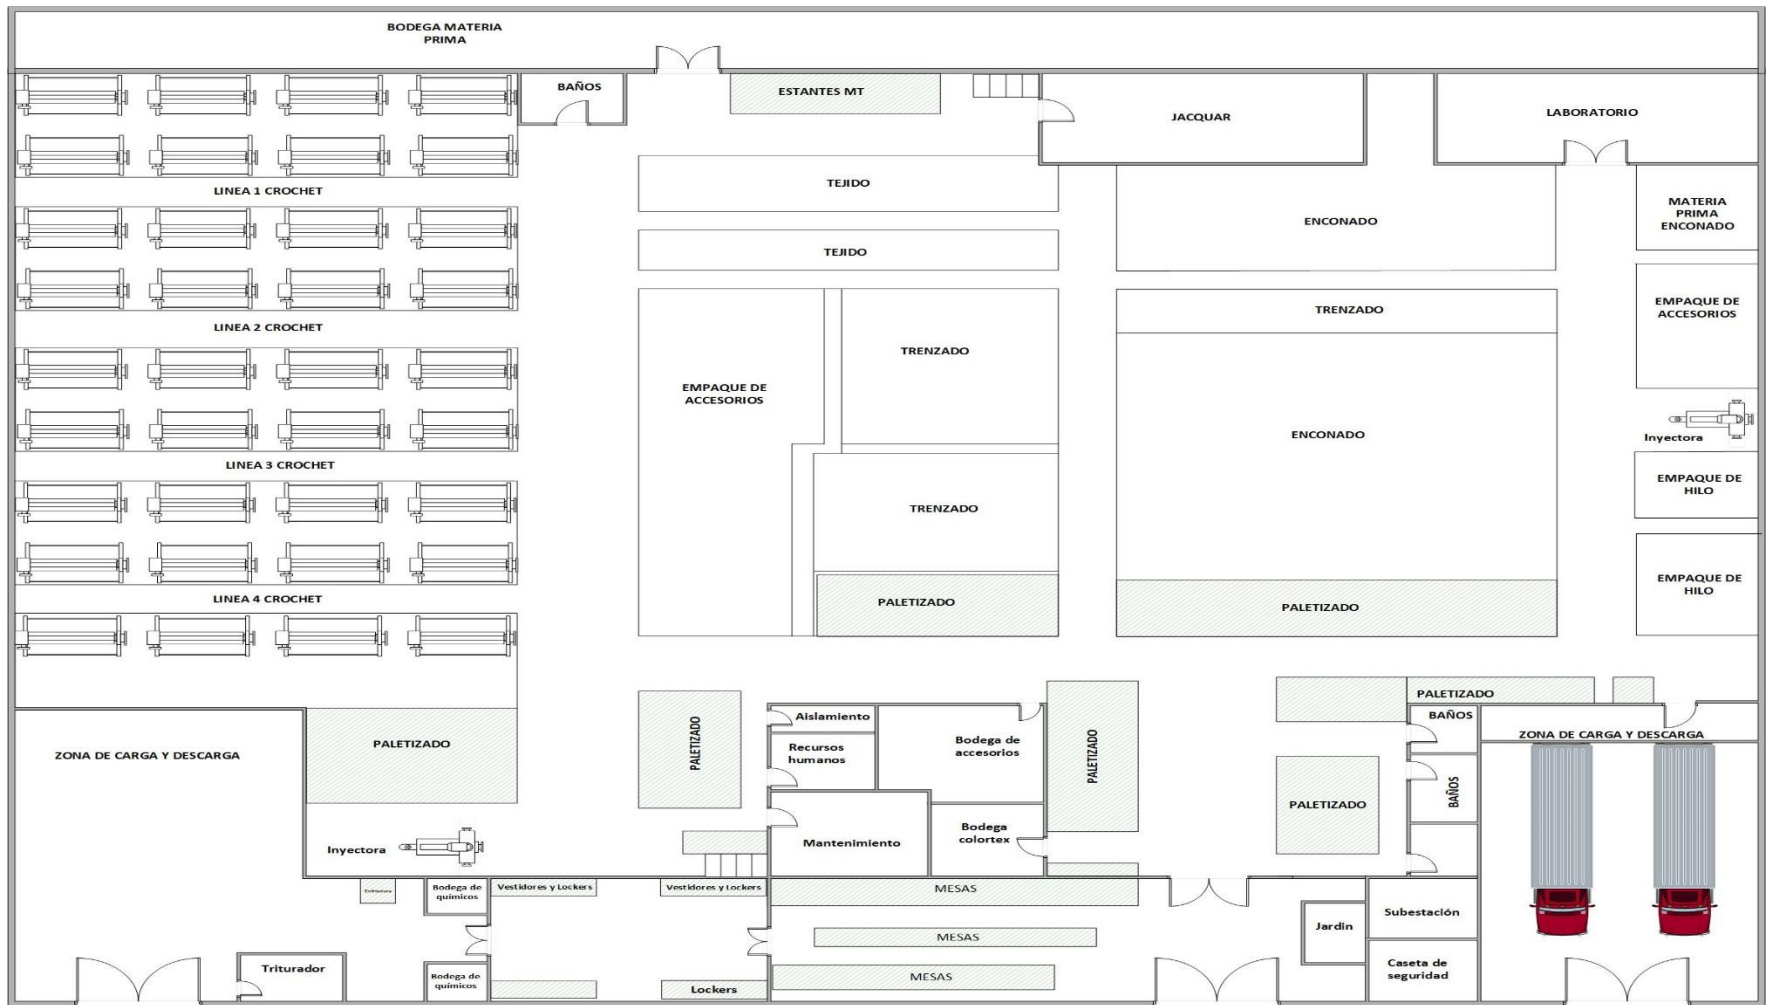 BODEGA MATERIA
PRIMA
BAÑOS
ESTANTES MT
JACQUAR
LABORATORIO
LINEA 1 CROCHET
TEJIDO
ENCONADO
MATERIA
PRIMA
ENCONADO
TEJIDO
LINEA 2 CROCHET
TRENZADO
EMPAQUE DE
ACCESORIOS
TRENZADO
EMPAQUE DE
ACCESORIOS
ENCONADO
Inyectora
LINEA 3 CROCHET
EMPAQUE DE
HILO
TRENZADO
LINEA 4 CROCHET
PALETIZADO
PALETIZADO
EMPAQUE DE
HILO
ZONA DE CARGA Y DESCARGA
PALETIZADO
PALETIZADO
Aislamiento
Recursos
humanos
Bodega de
accesorios
PALETIZADO
PALETIZADO
BAÑOS
ZONA DE CARGA Y DESCARGA
BAÑOS
PALETIZADO
Inyectora
Mantenimiento
Bodega
colortex
Bodega de
químicos
Vestidores y Lockers
Vestidores y Lockers
MESAS
MESAS
MESAS
Jardin
Subestación
Caseta de
seguridad
Triturador
Bodega de
químicos
Lockers